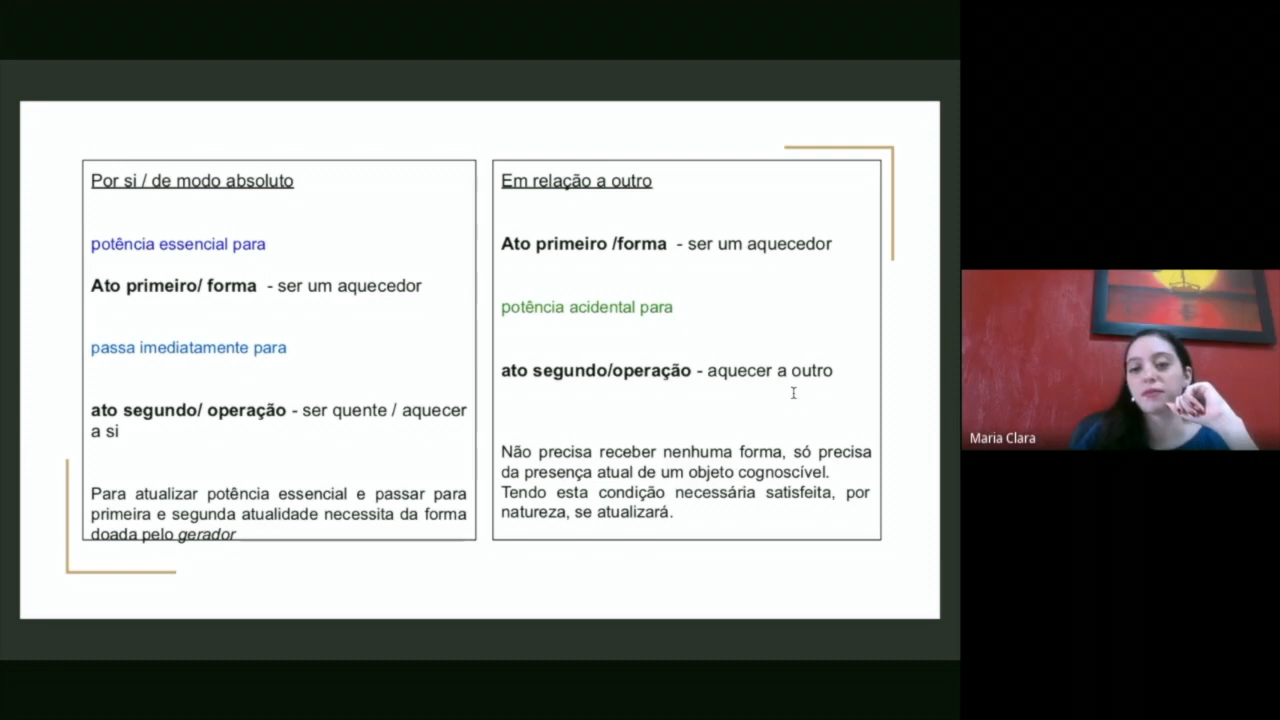 Por si / de modo absoluto
potência essencial para
Ato primeiro/ forma - ser um aquecedor
passa imediatamente para
ato segundo/ operação - ser quente / aquecer
a si
Para atualizar potência essencial e passar para
primeira e segunda atualidade necessita da forma
doada pelo gerador
Em relação a outro
Ato primeiro /forma - ser um aquecedor
potência acidental para
ato segundo/operação - aquecer a outro
Não precisa receber nenhuma forma, só precisa
da presença atual de um objeto cognoscível.
Tendo esta condição necessária satisfeita, por
natureza, se atualizará.
Maria Clara